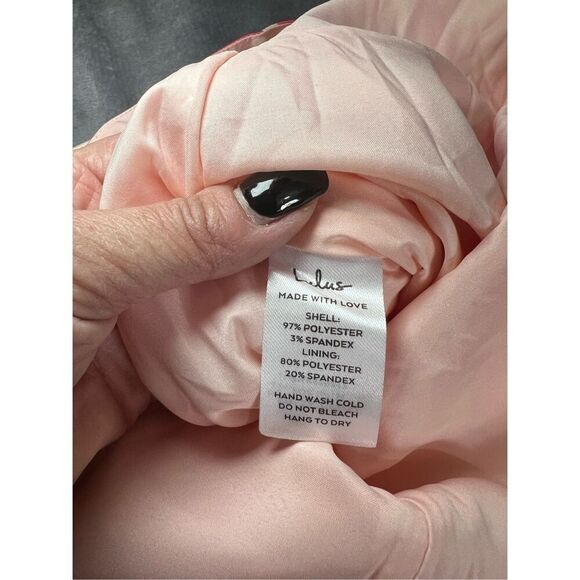 Lulus
MADE WITH LOVE
SHELL:
97% POLYESTER
3% SPANDEX
LINING:
80% POLYESTER
20% SPANDEX
HAND WASH COLD
DO NOT BLEACH
HANG TO DRY